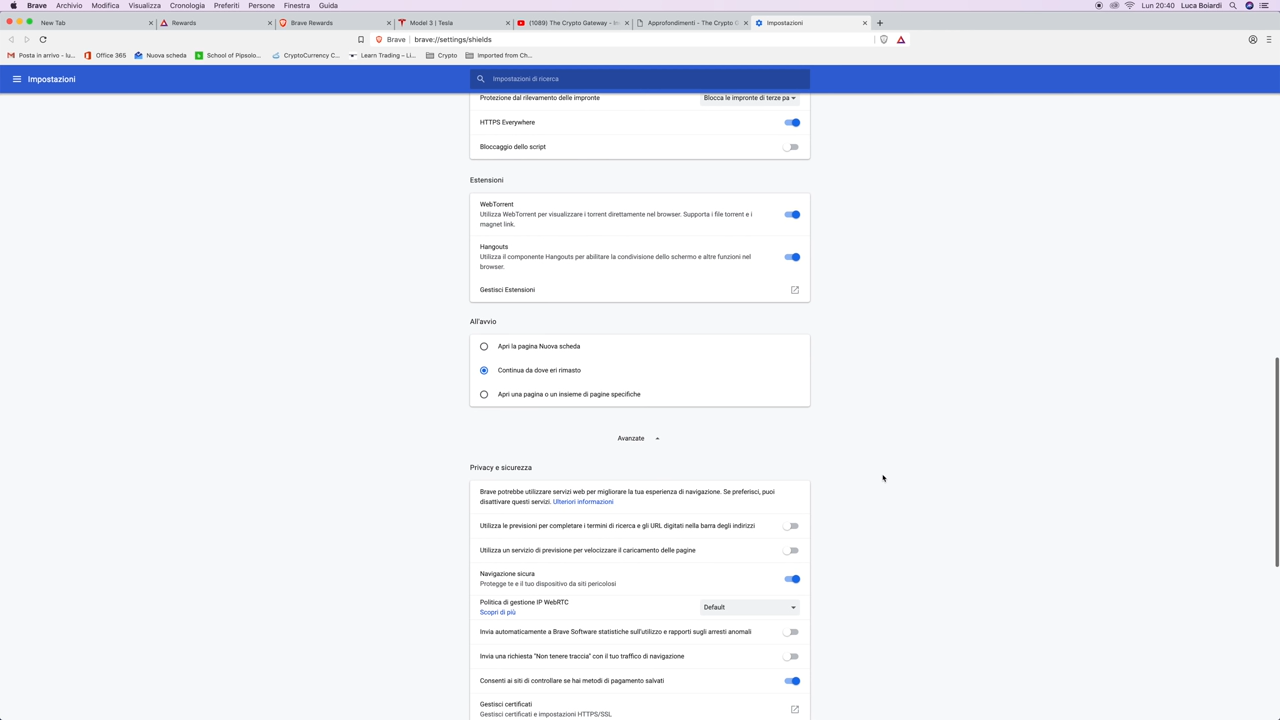 Brave Archivio Modifica Visualizza Cronologia Preferiti Persone Finestra Guida Lun 20:40 Luca Boiardi
New Tab Rewards Brave Rewards Model 3 | Tesla (1089) The Crypto Gateway - In Approfondimenti - The Crypto G Impostazioni
Brave brave://settings/shields
Posta in arrivo - lu... Office 365 Nuova scheda School of Pipsolo... CryptoCurrency C... Learn Trading – Li... Crypto Imported from Ch...
Impostazioni Impostazioni di ricerca
Protezione dal rilevamento delle impronte Blocca le impronte di terze pa
HTTPS Everywhere
Bloccaggio dello script
Estensioni
WebTorrent
Utilizza WebTorrent per visualizzare i torrent direttamente nel browser. Supporta i file torrent e i
magnet link.
Hangouts
Utilizza il componente Hangouts per abilitare la condivisione dello schermo e altre funzioni nel
browser.
Gestisci Estensioni
All'avvio
Apri la pagina Nuova scheda
Continua da dove eri rimasto
Apri una pagina o un insieme di pagine specifiche
Avanzate
Privacy e sicurezza
Brave potrebbe utilizzare servizi web per migliorare la tua esperienza di navigazione. Se preferisci, puoi
disattivare questi servizi. Ulteriori informazioni
Utilizza le previsioni per completare i termini di ricerca e gli URL digitati nella barra degli indirizzi
Utilizza un servizio di previsione per velocizzare il caricamento delle pagine
Navigazione sicura
Protegge te e il tuo dispositivo da siti pericolosi
Politica di gestione IP WebRTC Default
Scopri di più
Invia automaticamente a Brave Software statistiche sull'utilizzo e rapporti sugli arresti anomali
Invia una richiesta "Non tenere traccia" con il tuo traffico di navigazione
Consenti ai siti di controllare se hai metodi di pagamento salvati
Gestisci certificati
Gestisci certificati e impostazioni HTTPS/SSL